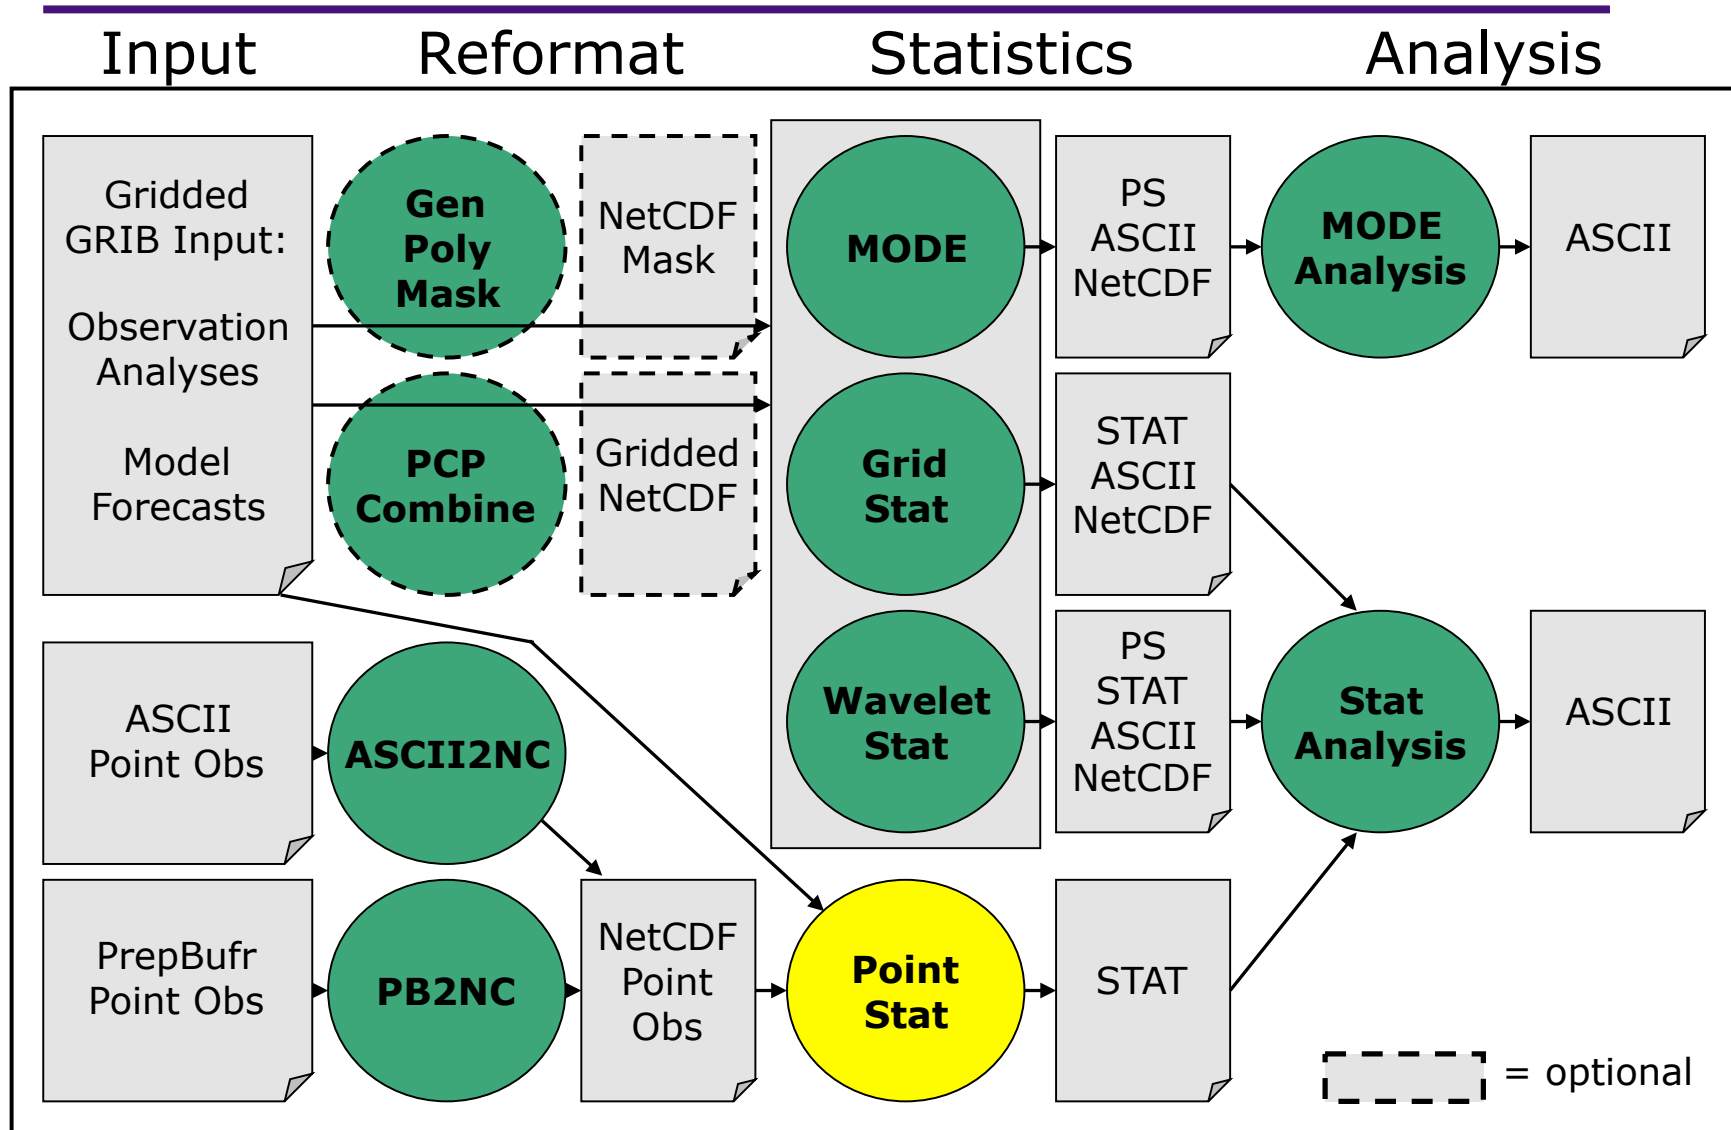 Input
Reformat
Statistics
Analysis
Gridded
GRIB Input:
Observation
Analyses
Model
Forecasts
Gen
Poly
Mask
NetCDF
Mask
MODE
PS
ASCII
NetCDF
MODE
Analysis
ASCII
PCP
Combine
Gridded
NetCDF
Grid
Stat
STAT
ASCII
NetCDF
Wavelet
Stat
PS
STAT
ASCII
NetCDF
Stat
Analysis
ASCII
ASCII
Point Obs
ASCII2NC
PrepBufr
Point Obs
PB2NC
NetCDF
Point
Obs
Point
Stat
STAT
= optional